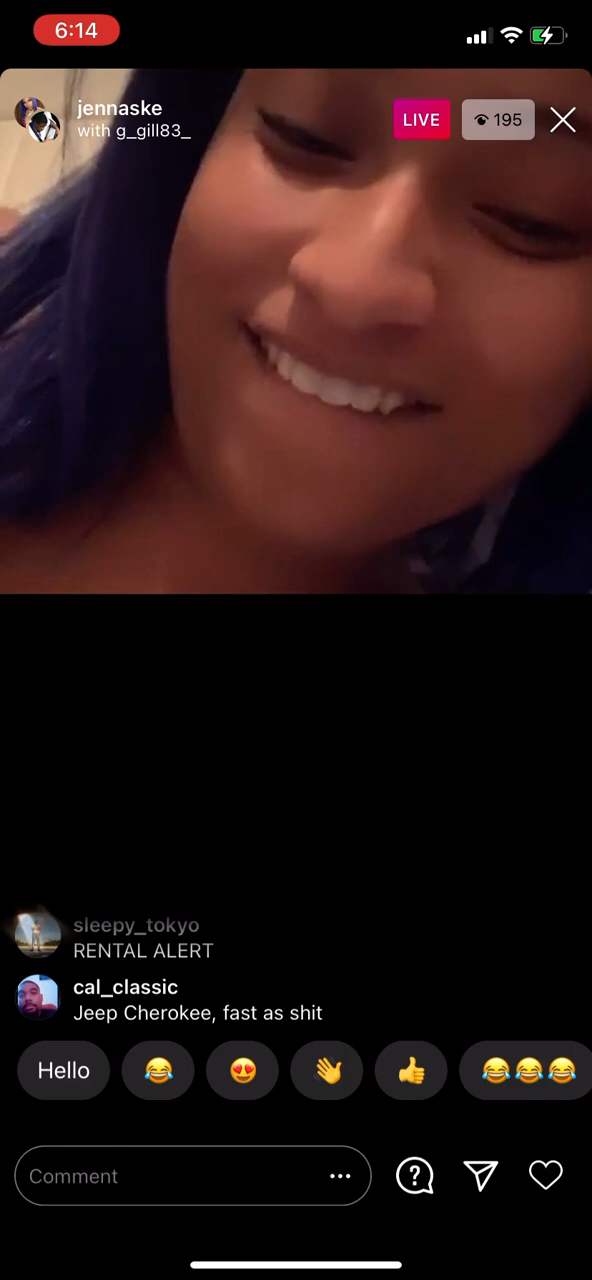 6:14
jennaske
with g_gill83_
LIVE
195
sleepy_tokyo
RENTAL ALERT
cal_classic
Jeep Cherokee, fast as shit
Hello
Comment